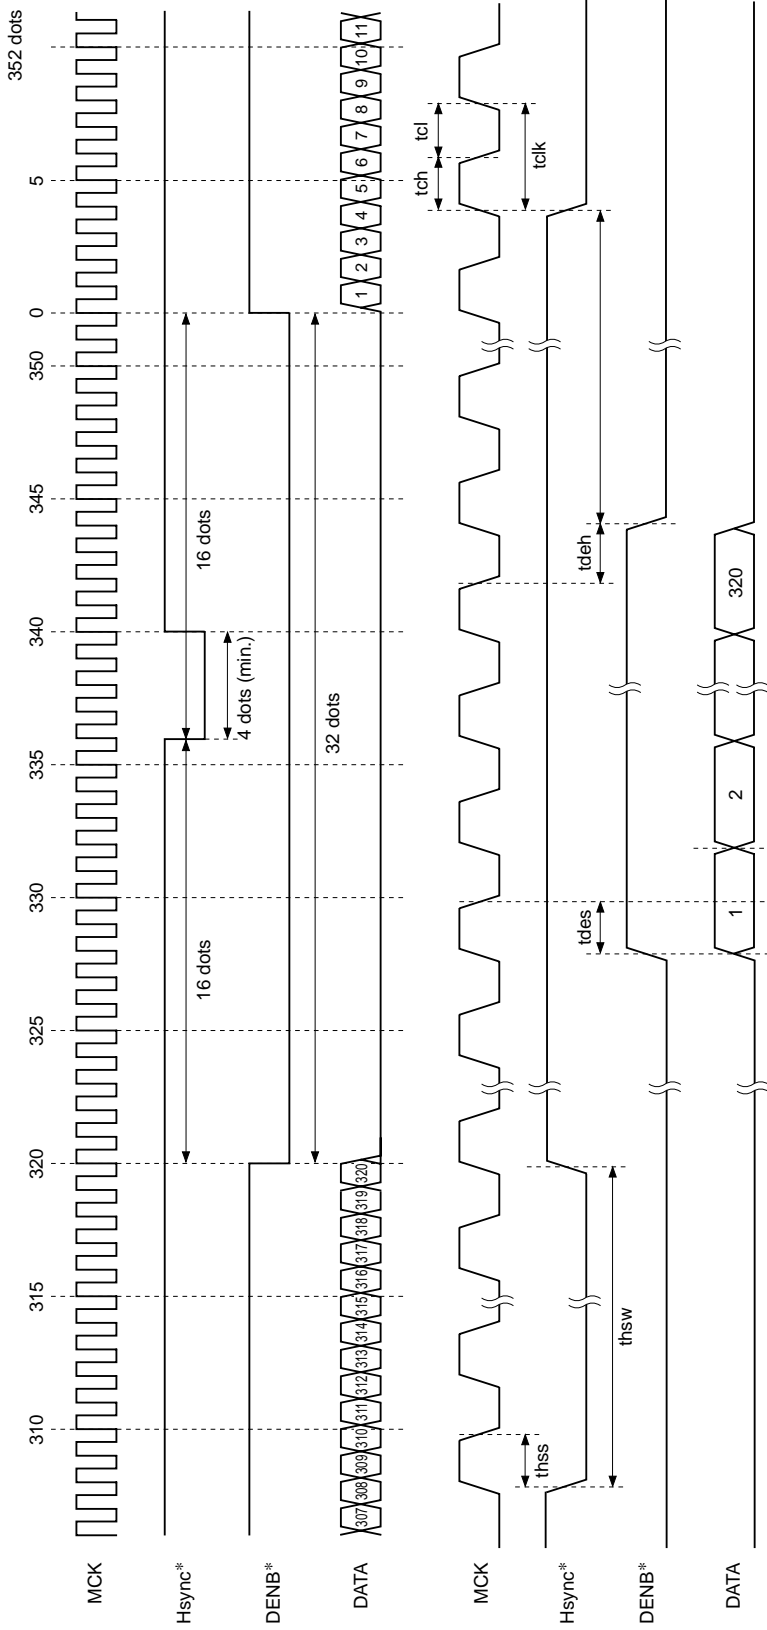 MCK
310
315
320
325
330
335
340
345
350
0
5
352 dots
Hsync*
16 dots
16 dots
4 dots (min.)
DENB*
32 dots
DATA
307 308 309 310 311 312 313 314 315 316 317 318 319 320
1 2 3 4 5 6 7 8 9 10 11
MCK
tch
tcl
Hsync*
thss
tclk
thsw
DENB*
tdes
tdeh
DATA
1
2
320